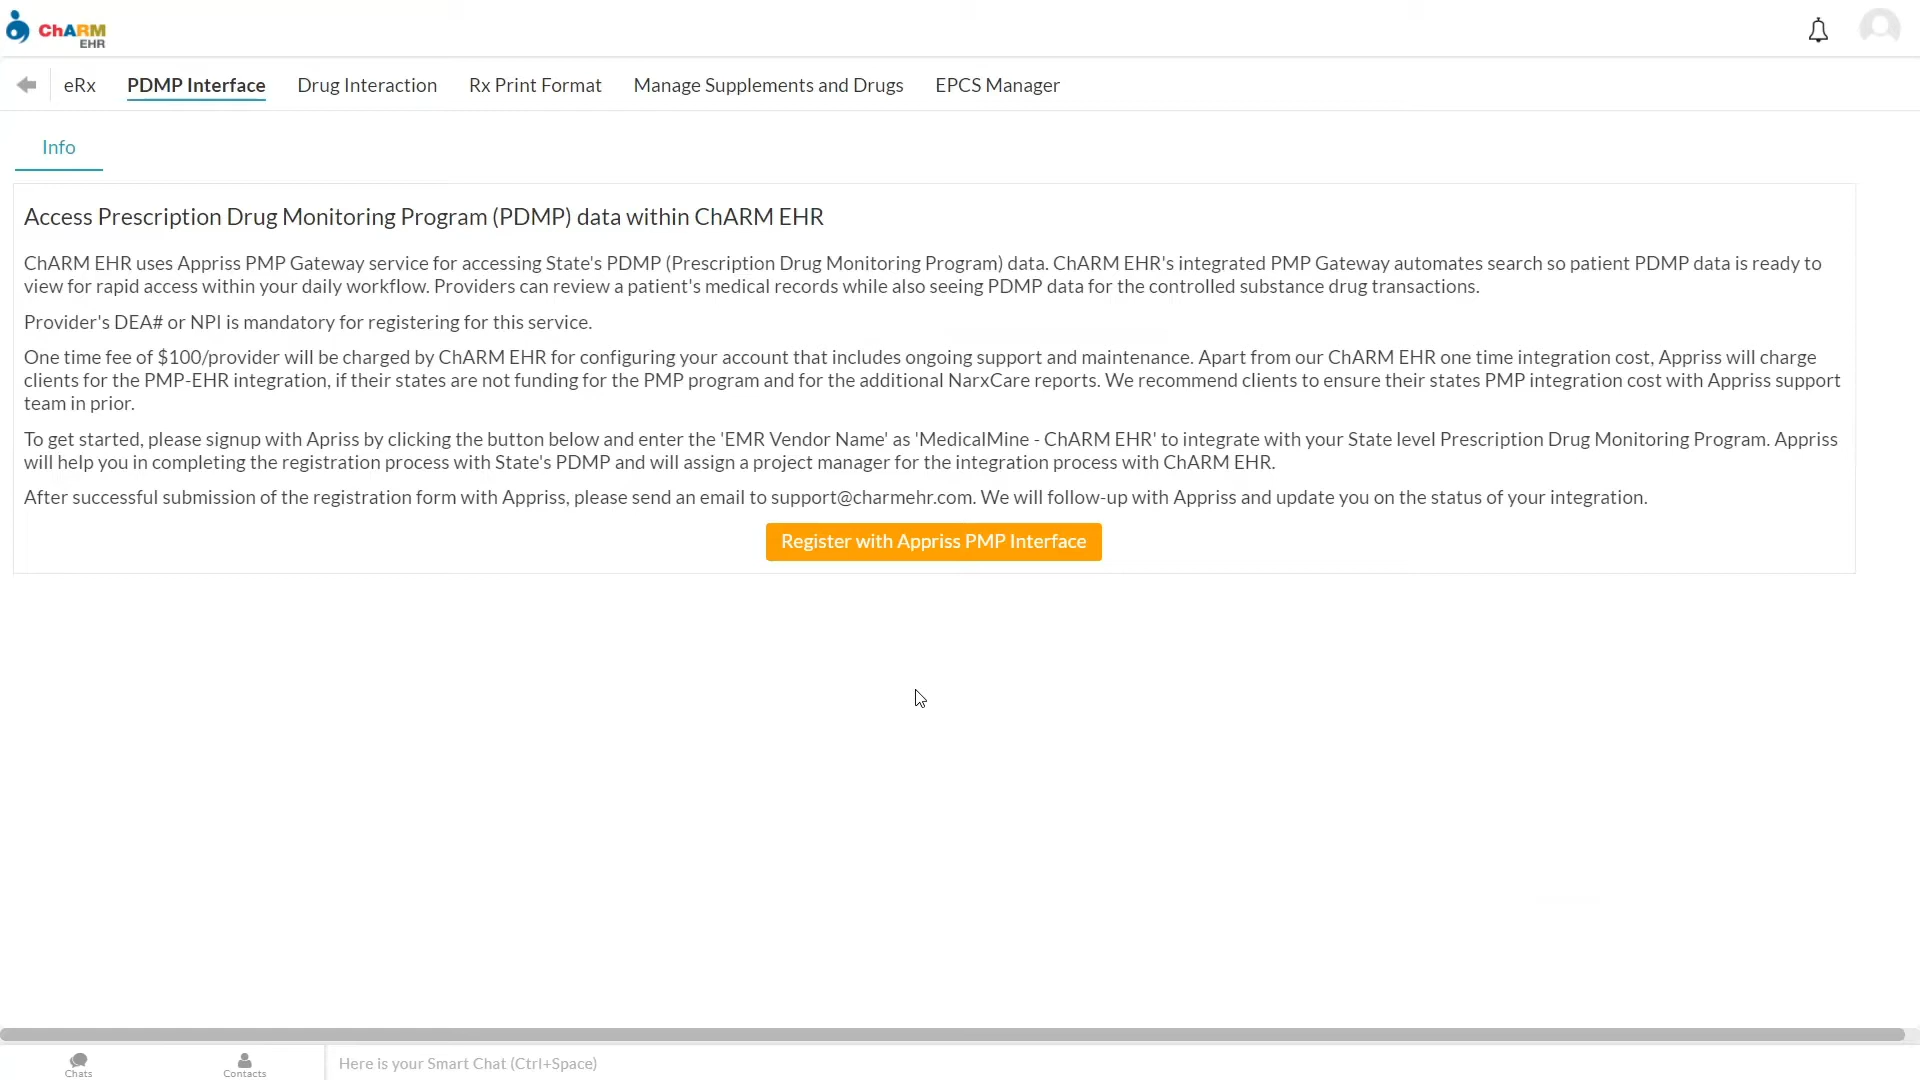 ChARM
EHR
eRx PDMP Interface Drug Interaction Rx Print Format Manage Supplements and Drugs EPCS Manager
Info
Access Prescription Drug Monitoring Program (PDMP) data within ChARM EHR
ChARM EHR uses Appriss PMP Gateway service for accessing State's PDMP (Prescription Drug Monitoring Program) data. ChARM EHR's integrated PMP Gateway automates search so patient PDMP data is ready to
view for rapid access within your daily workflow. Providers can review a patient's medical records while also seeing PDMP data for the controlled substance drug transactions.
Provider's DEA# or NPI is mandatory for registering for this service.
One time fee of $100/provider will be charged by ChARM EHR for configuring your account that includes ongoing support and maintenance. Apart from our ChARM EHR one time integration cost, Appriss will charge
clients for the PMP-EHR integration, if their states are not funding for the PMP program and for the additional NarxCare reports. We recommend clients to ensure their states PMP integration cost with Appriss support
team in prior.
To get started, please signup with Apriss by clicking the button below and enter the 'EMR Vendor Name' as 'MedicalMine - ChARM EHR' to integrate with your State level Prescription Drug Monitoring Program. Appriss
will help you in completing the registration process with State's PDMP and will assign a project manager for the integration process with ChARM EHR.
After successful submission of the registration form with Appriss, please send an email to support@charmehr.com. We will follow-up with Appriss and update you on the status of your integration.
Register with Appriss PMP Interface
Chats Contacts Here is your Smart Chat (Ctrl+Space)